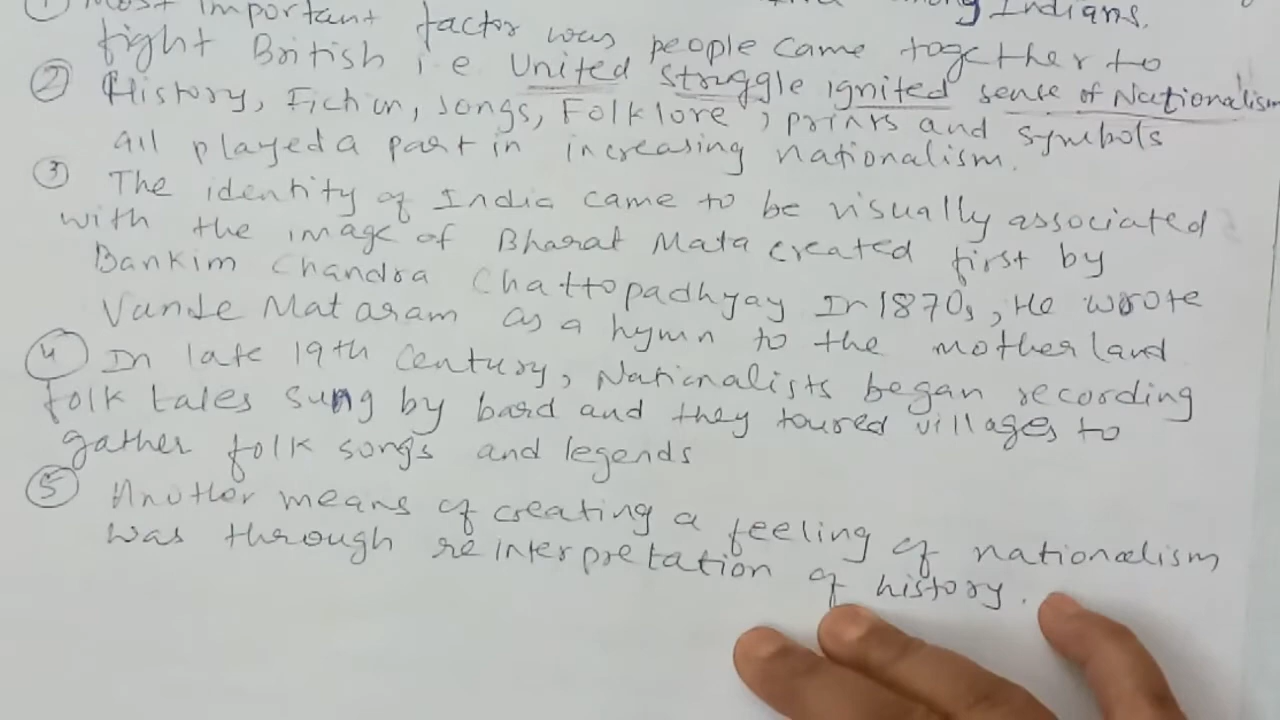 among Indians.
① Most important factor was people came together to
fight British i e United Struggle ignited sense of Nationalism
② History, Fiction, songs, Folklore, prints and symbols
all played a part in increasing nationalism.
③ The identity of India came to be visually associated
with the image of Bharat Mata created first by
Bankim Chandra Chattopadhyay In 1870s, He wrote
Vande Mataram as a hymn to the motherland
④ In late 19th century, Nationalists began recording
folk tales sung by bard and they toured villages to
gather folk songs and legends
⑤ Another means of creating a feeling of nationalism
was through reinterpretation of history.